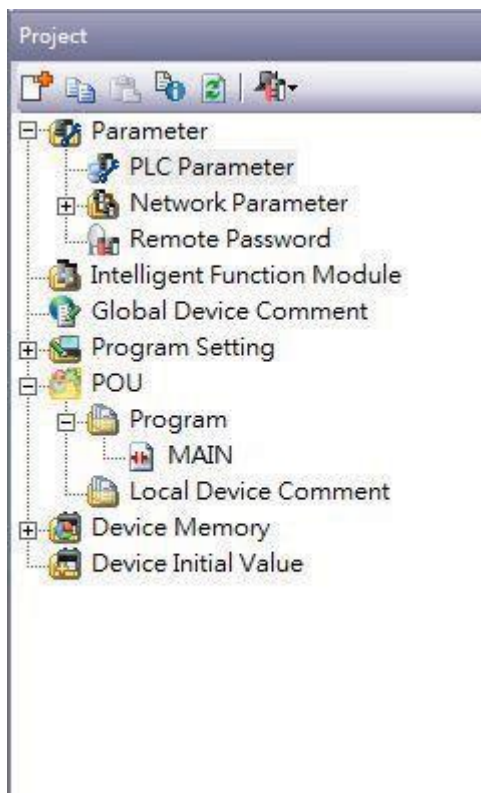 Project
Parameter
PLC Parameter
Network Parameter
Remote Password
Intelligent Function Module
Global Device Comment
Program Setting
POU
Program
MAIN
Local Device Comment
Device Memory
Device Initial Value